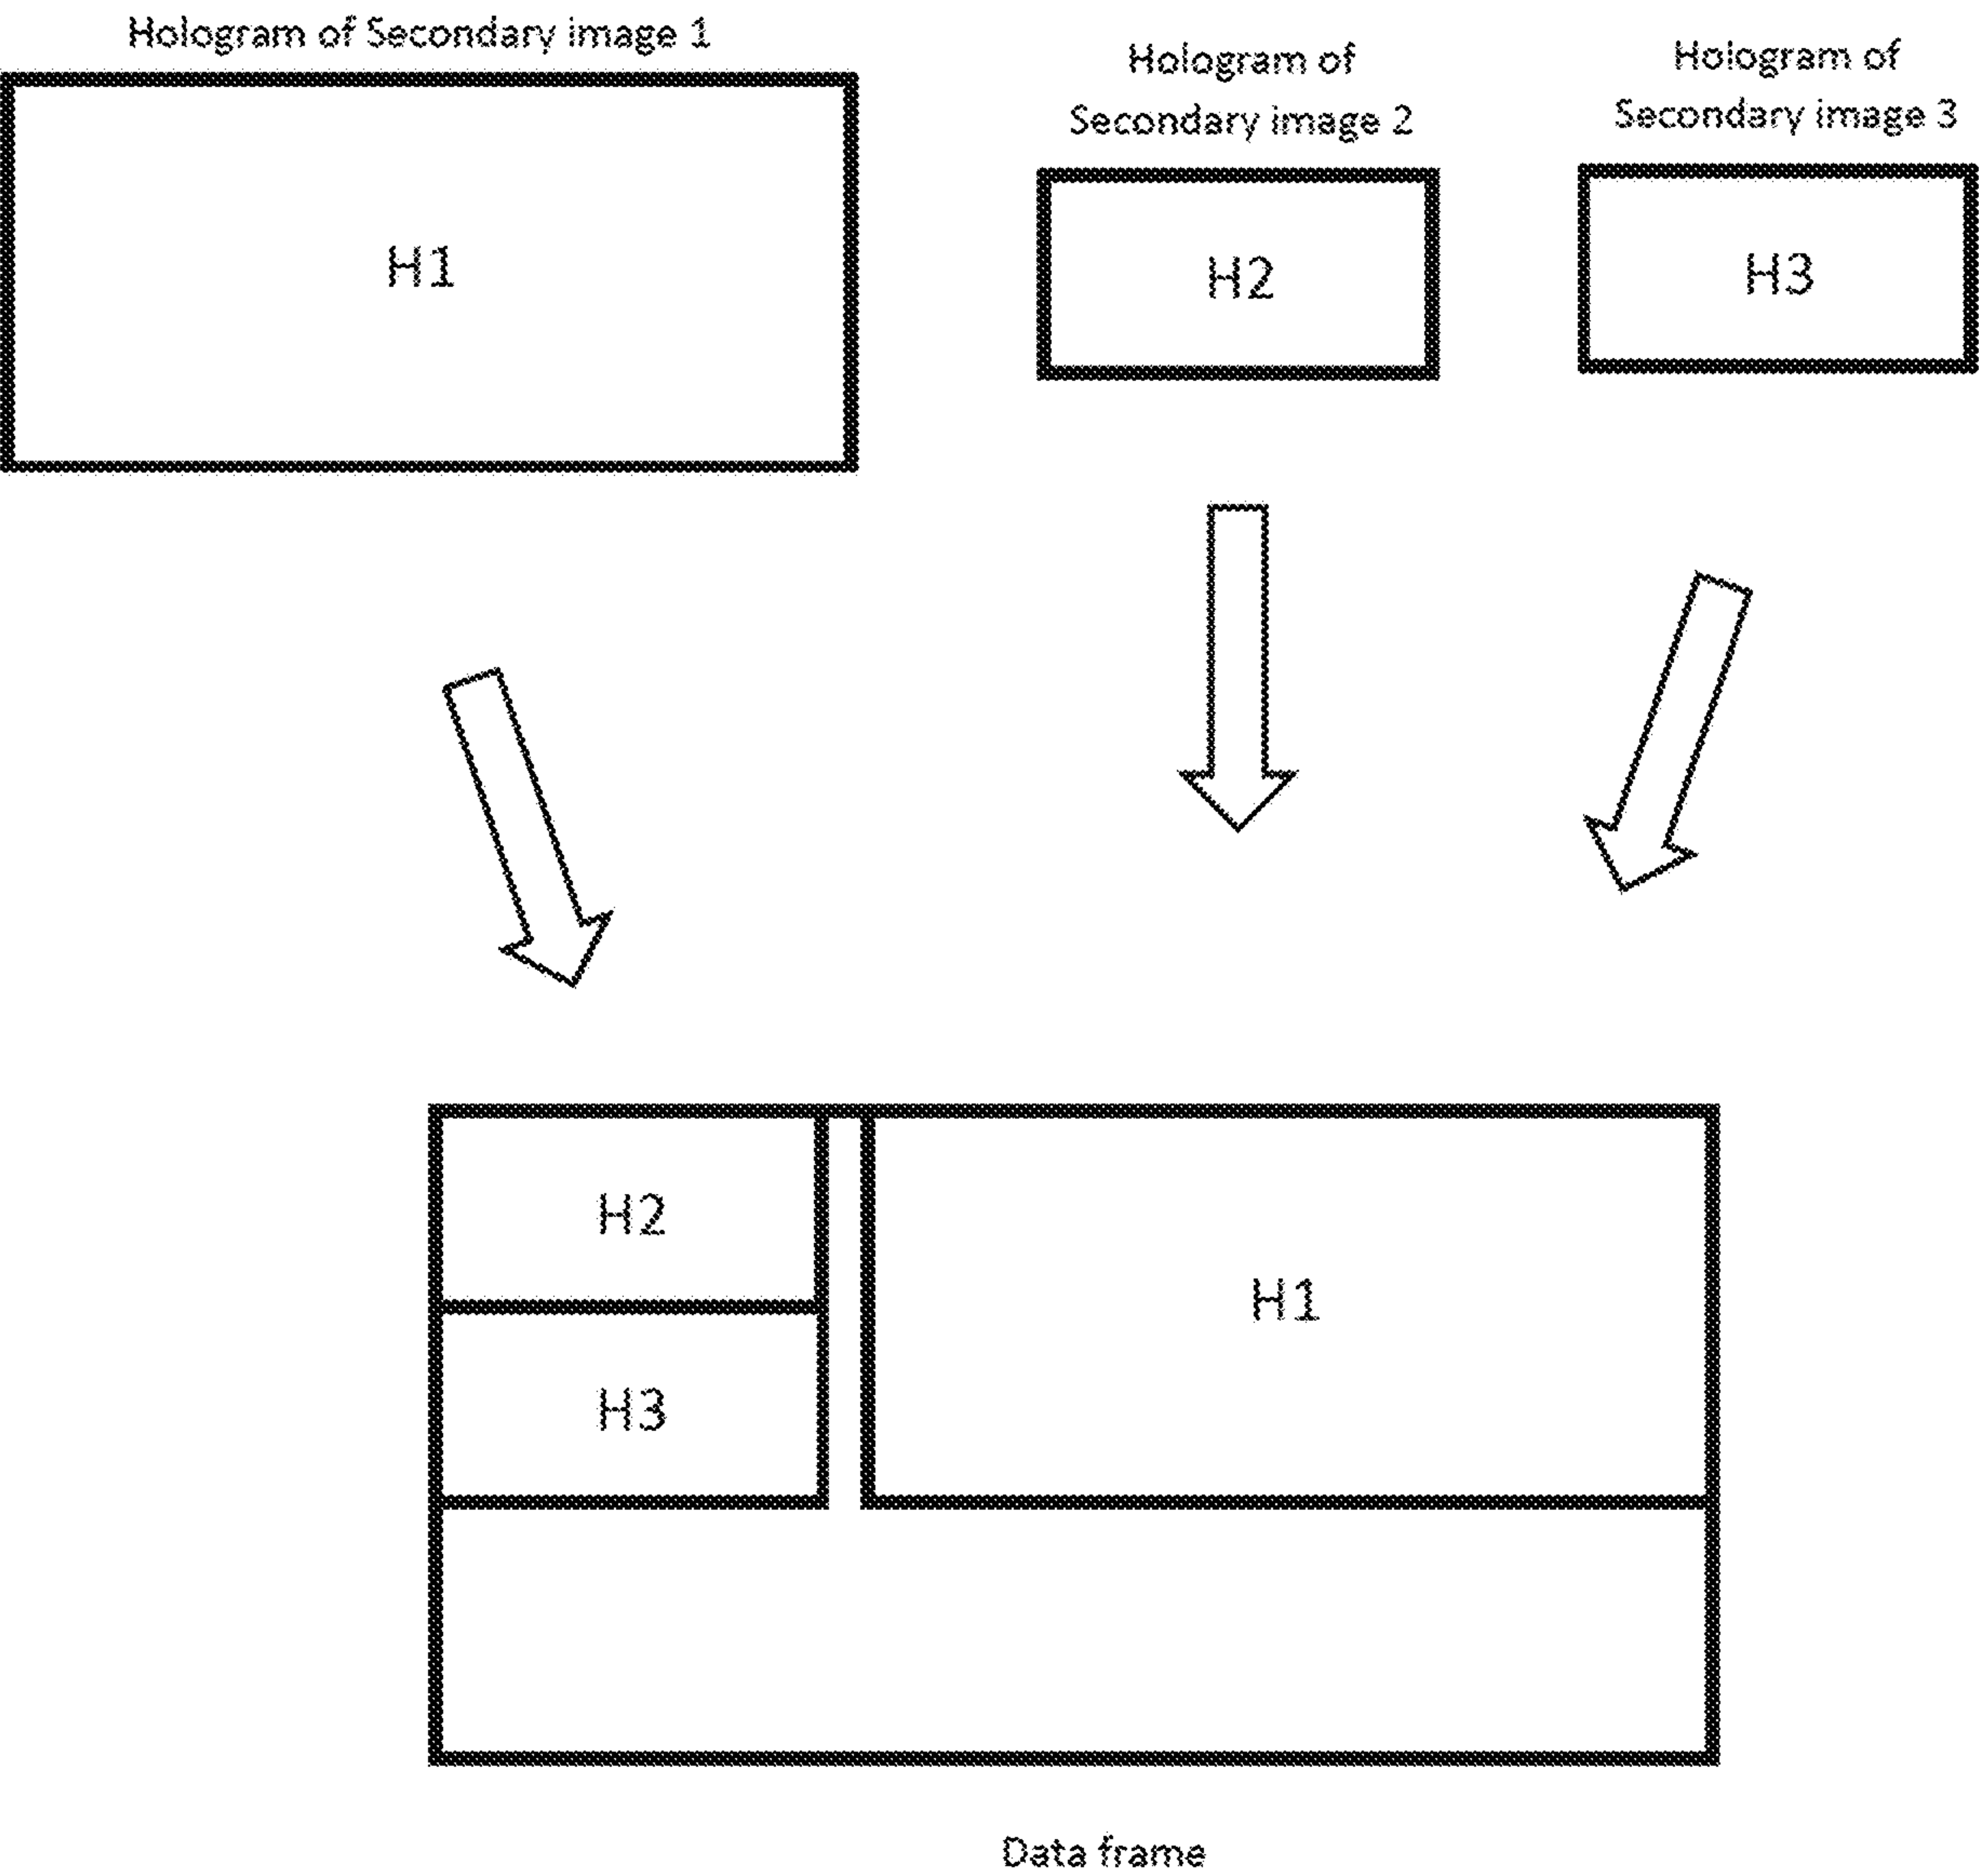 Hologram of Secondary image 1
Hologram of
Secondary image 2
Hologram of
Secondary image 3
H1
H2
H3
H2
H3
H1
Data frame